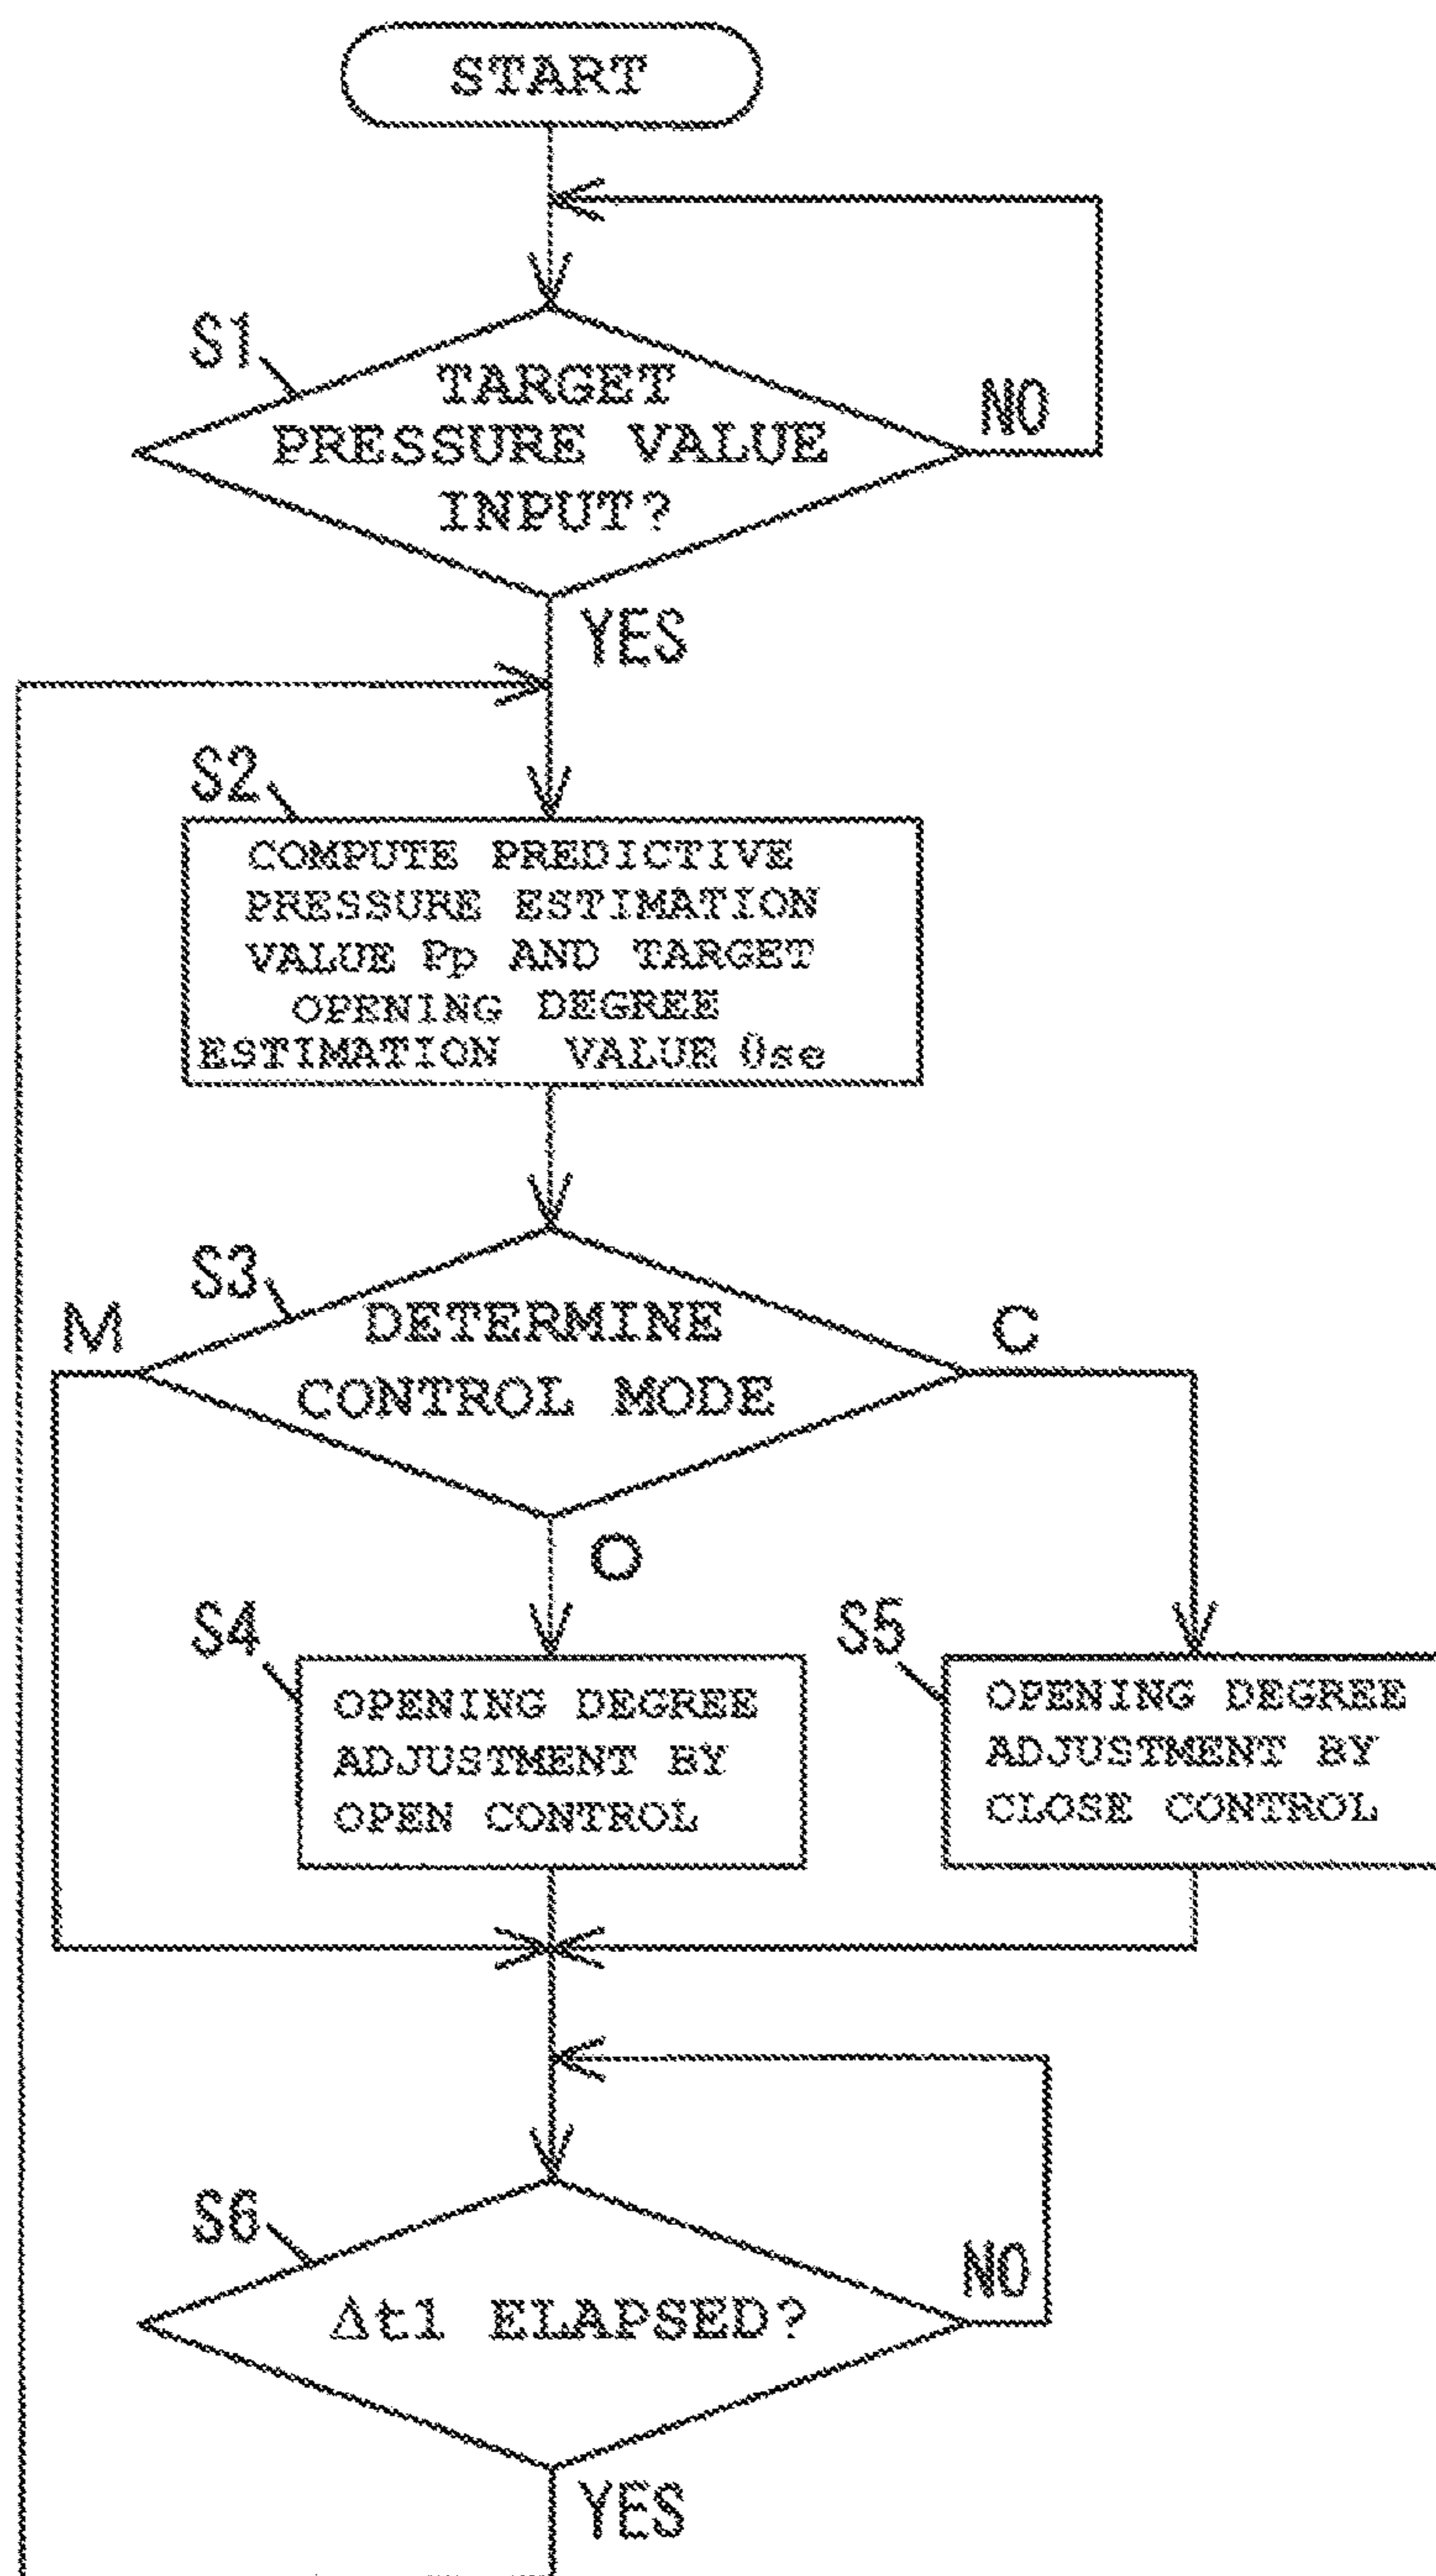 START
S1
TARGET
PRESSURE VALUE
INPUT?
NO
YES
S2
COMPUTE PREDICTIVE
PRESSURE ESTIMATION
VALUE Pp AND TARGET
OPENING DEGREE
ESTIMATION VALUE θse
S3
M
DETERMINE
CONTROL MODE
C
O
S4
OPENING DEGREE
ADJUSTMENT BY
OPEN CONTROL
S5
OPENING DEGREE
ADJUSTMENT BY
CLOSE CONTROL
S6
Δt1 ELAPSED?
NO
YES